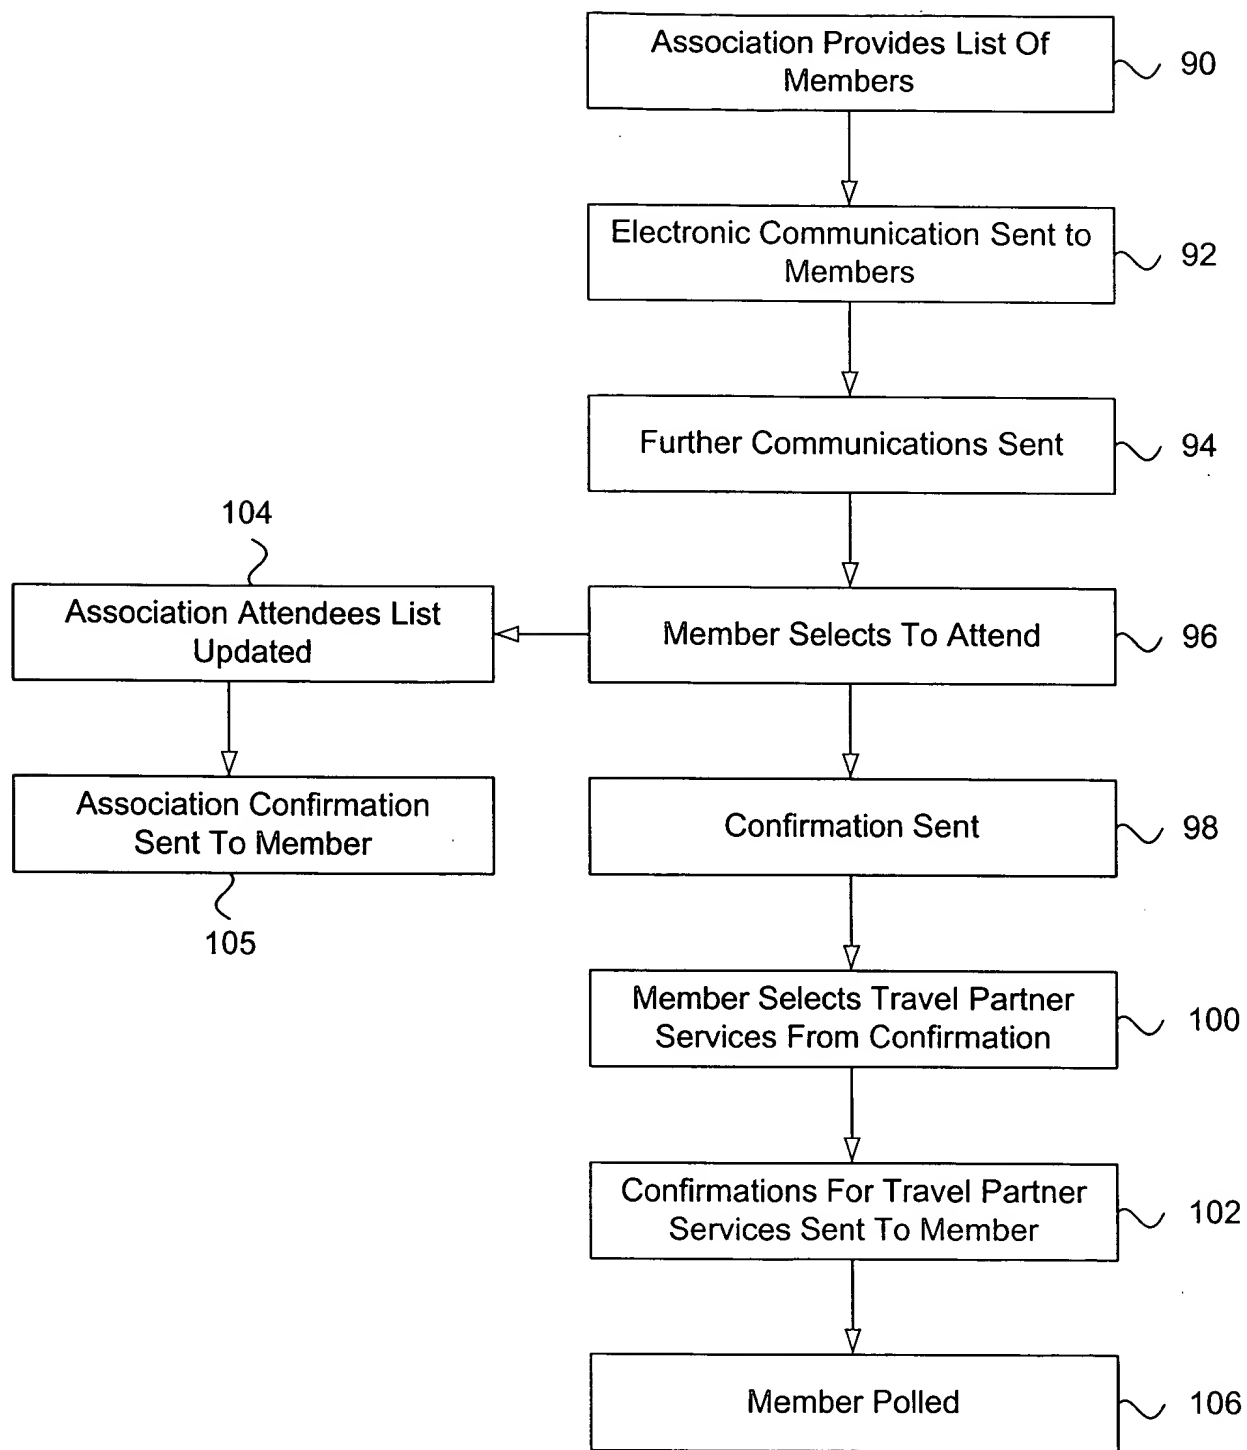 Association Provides List Of
Members
90
Electronic Communication Sent to
Members
92
Further Communications Sent
94
104
Association Attendees List
Updated
Member Selects To Attend
96
Association Confirmation
Sent To Member
105
Confirmation Sent
98
Member Selects Travel Partner
Services From Confirmation
100
Confirmations For Travel Partner
Services Sent To Member
102
Member Polled
106